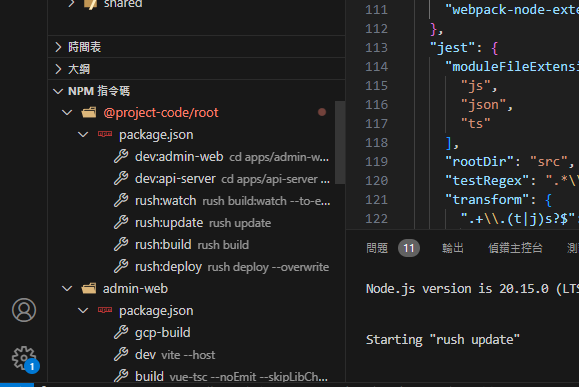 shared
時間表
大綱
NPM 指令碼
@project-code/root
package.json
dev:admin-web cd apps/admin-w...
dev:api-server cd apps/api-server ...
rush:watch rush build:watch --to-e...
rush:update rush update
rush:build rush build
rush:deploy rush deploy --overwrite
admin-web
package.json
gcp-build
dev vite --host
build vue-tsc --noEmit --skipLibCh...
1
111 "webpack-node-exte
112 },
113 "jest": {
114 "moduleFileExtensi
115 "js",
116 "json",
117 "ts"
118 ],
119 "rootDir": "src",
120 "testRegex": ".*\\
121 "transform": {
122 ".+\\.(t|j)s?$":
問題 11 輸出 偵錯主控台 測
Node.js version is 20.15.0 (LTS
Starting "rush update"